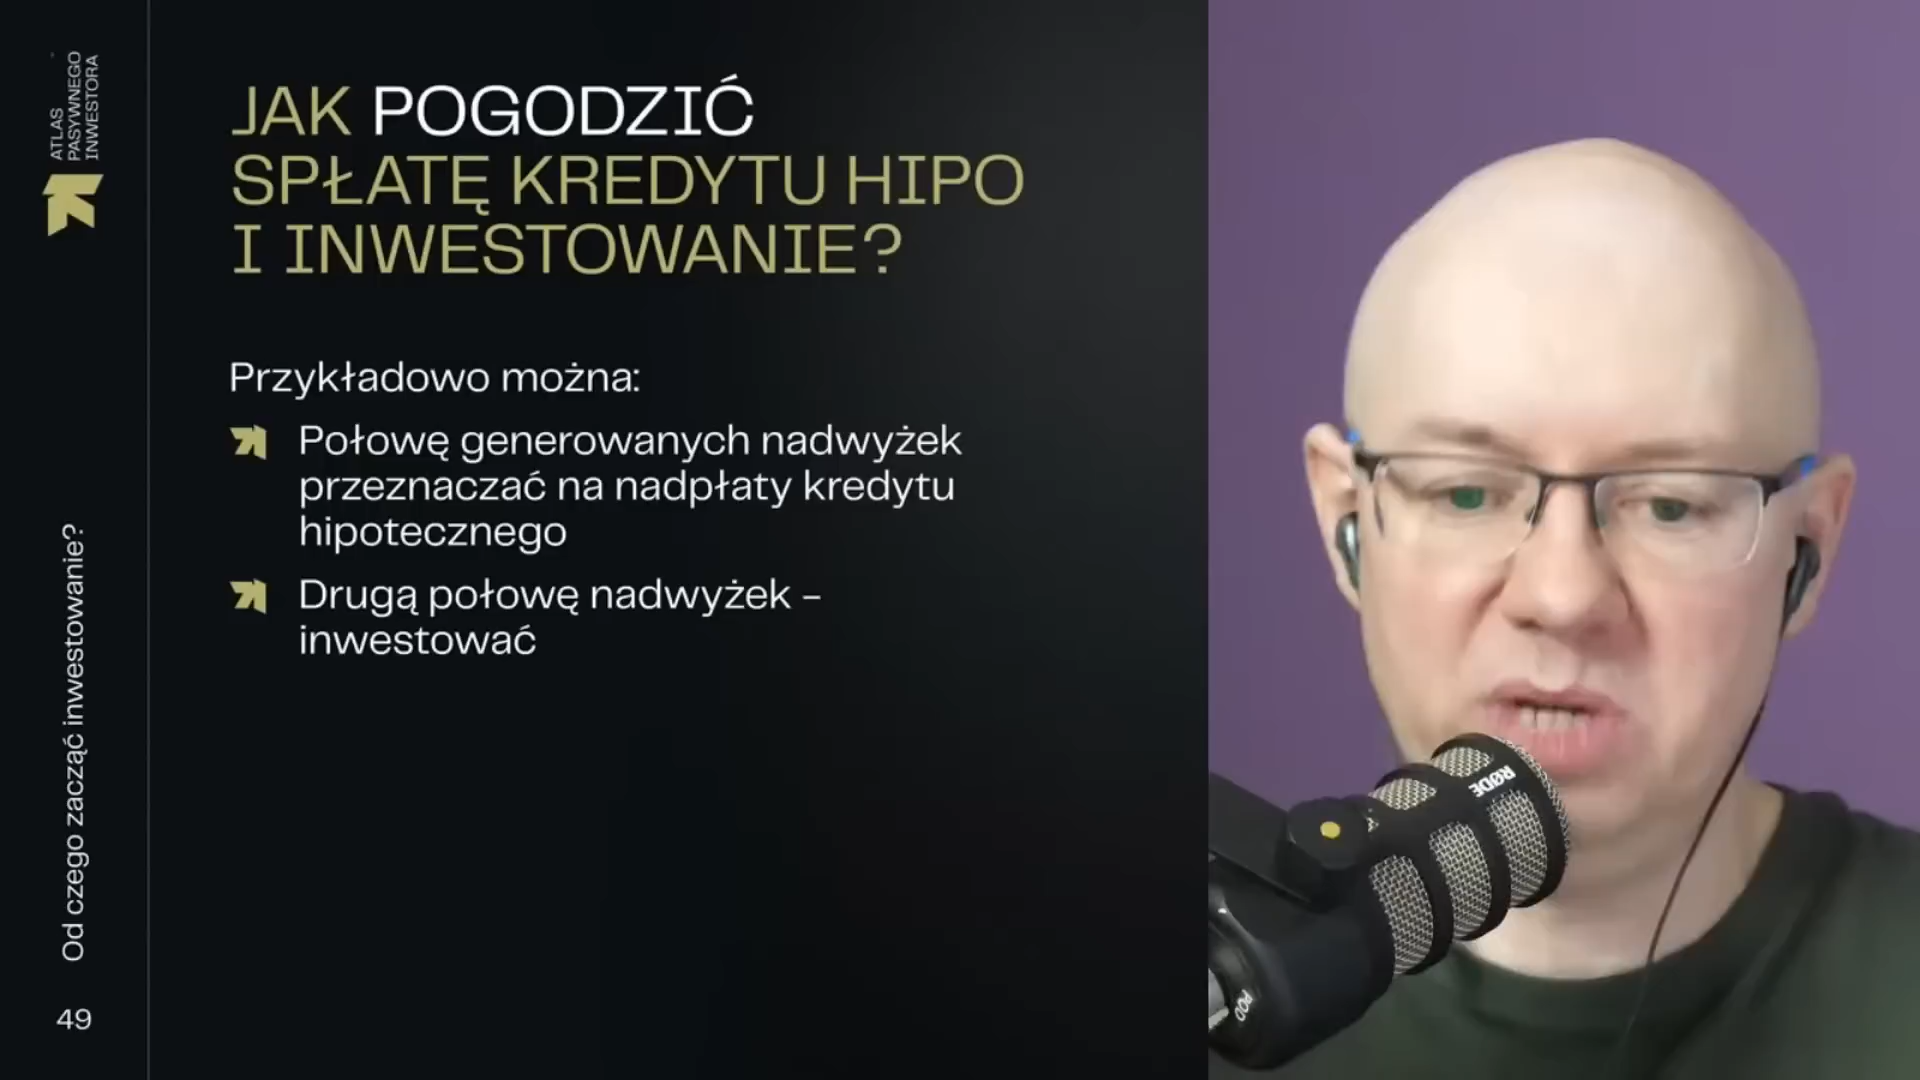 ATLAS
PASYWNEGO
INWESTORA
JAK POGODZIĆ
SPŁATĘ KREDYTU HIPO
I INWESTOWANIE?
Przykładowo można:
Połowę generowanych nadwyżek
przeznaczać na nadpłaty kredytu
hipotecznego
Drugą połowę nadwyżek –
inwestować
Od czego zacząć inwestowanie?
49
RØDE
POD